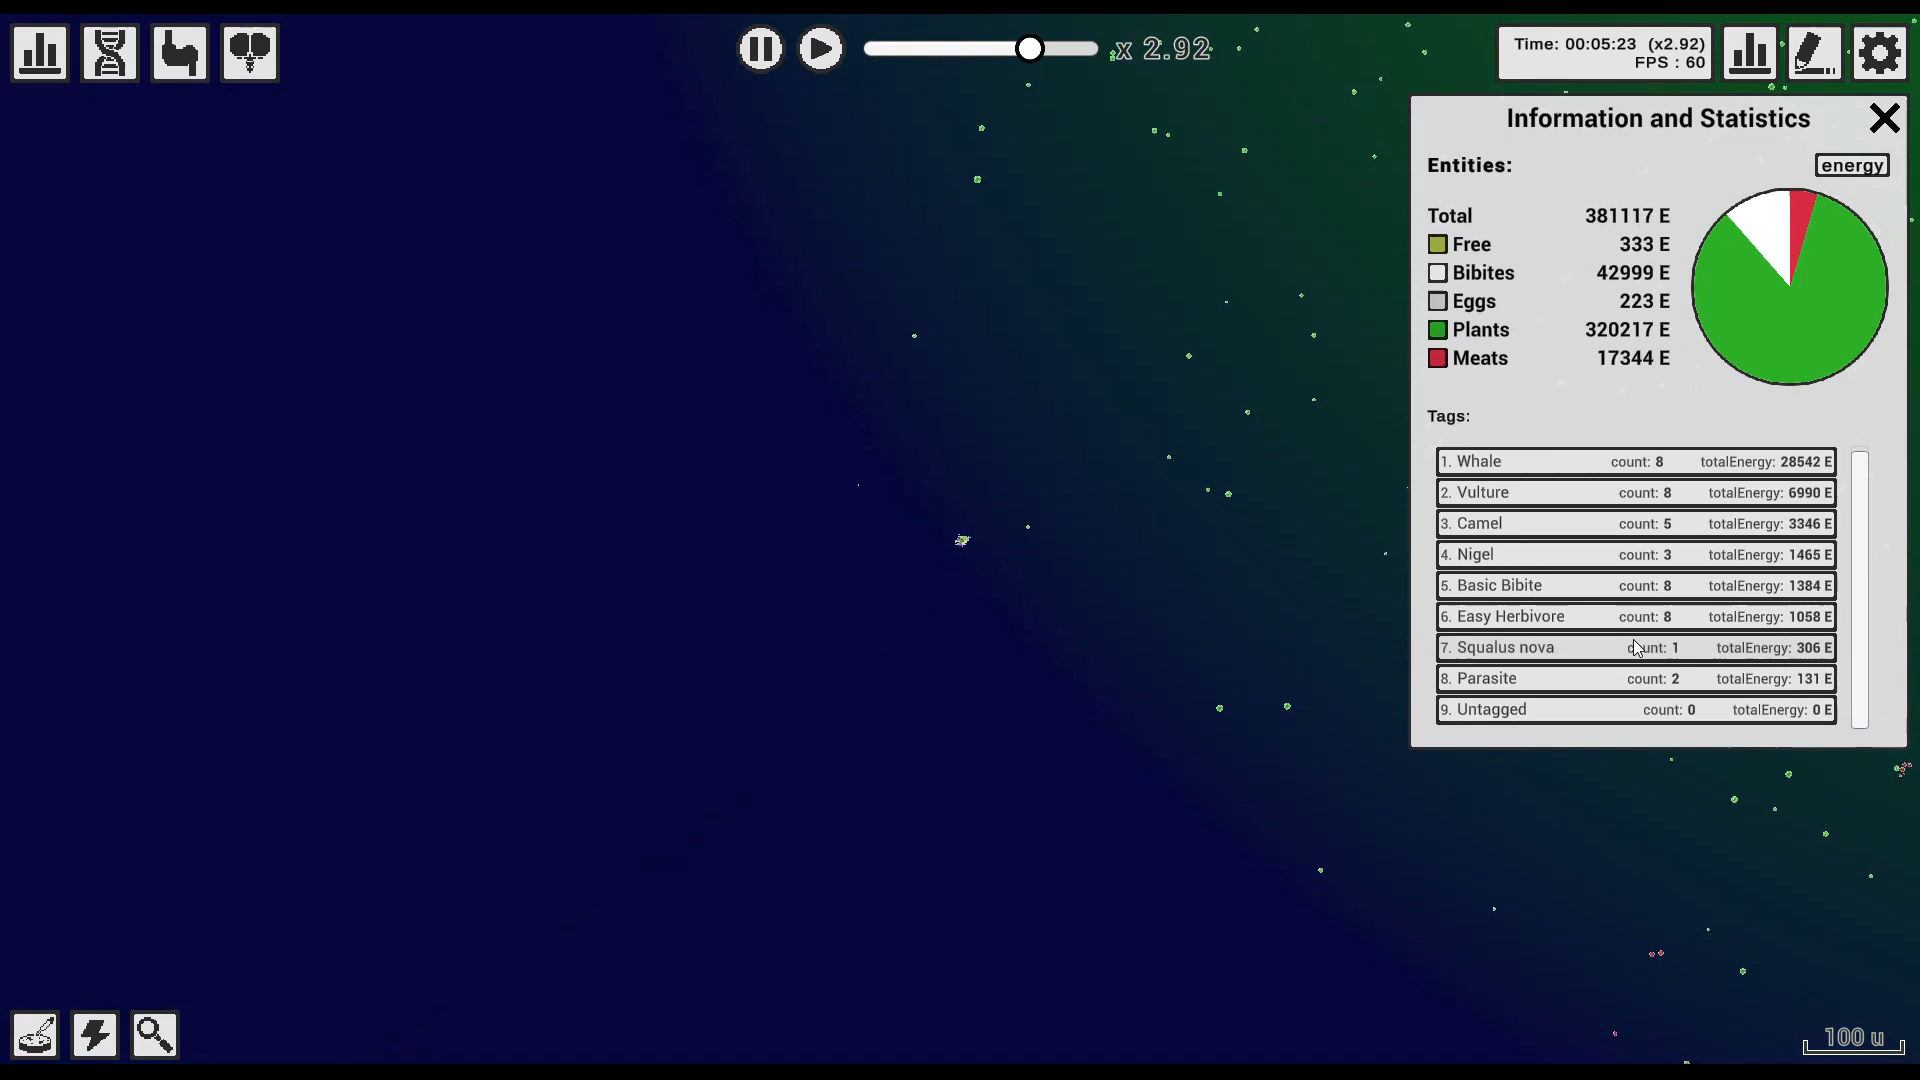 x 2.92
Time: 00:05:23 (x2.92)
FPS : 60
Information and Statistics
Entities:
energy
Total 381117 E
Free 333 E
Bibites 42999 E
Eggs 223 E
Plants 320217 E
Meats 17344 E
Tags:
1. Whale count: 8 totalEnergy: 28542 E
2. Vulture count: 8 totalEnergy: 6990 E
3. Camel count: 5 totalEnergy: 3346 E
4. Nigel count: 3 totalEnergy: 1465 E
5. Basic Bibite count: 8 totalEnergy: 1384 E
6. Easy Herbivore count: 8 totalEnergy: 1058 E
7. Squalus nova count: 1 totalEnergy: 306 E
8. Parasite count: 2 totalEnergy: 131 E
9. Untagged count: 0 totalEnergy: 0 E
100 u